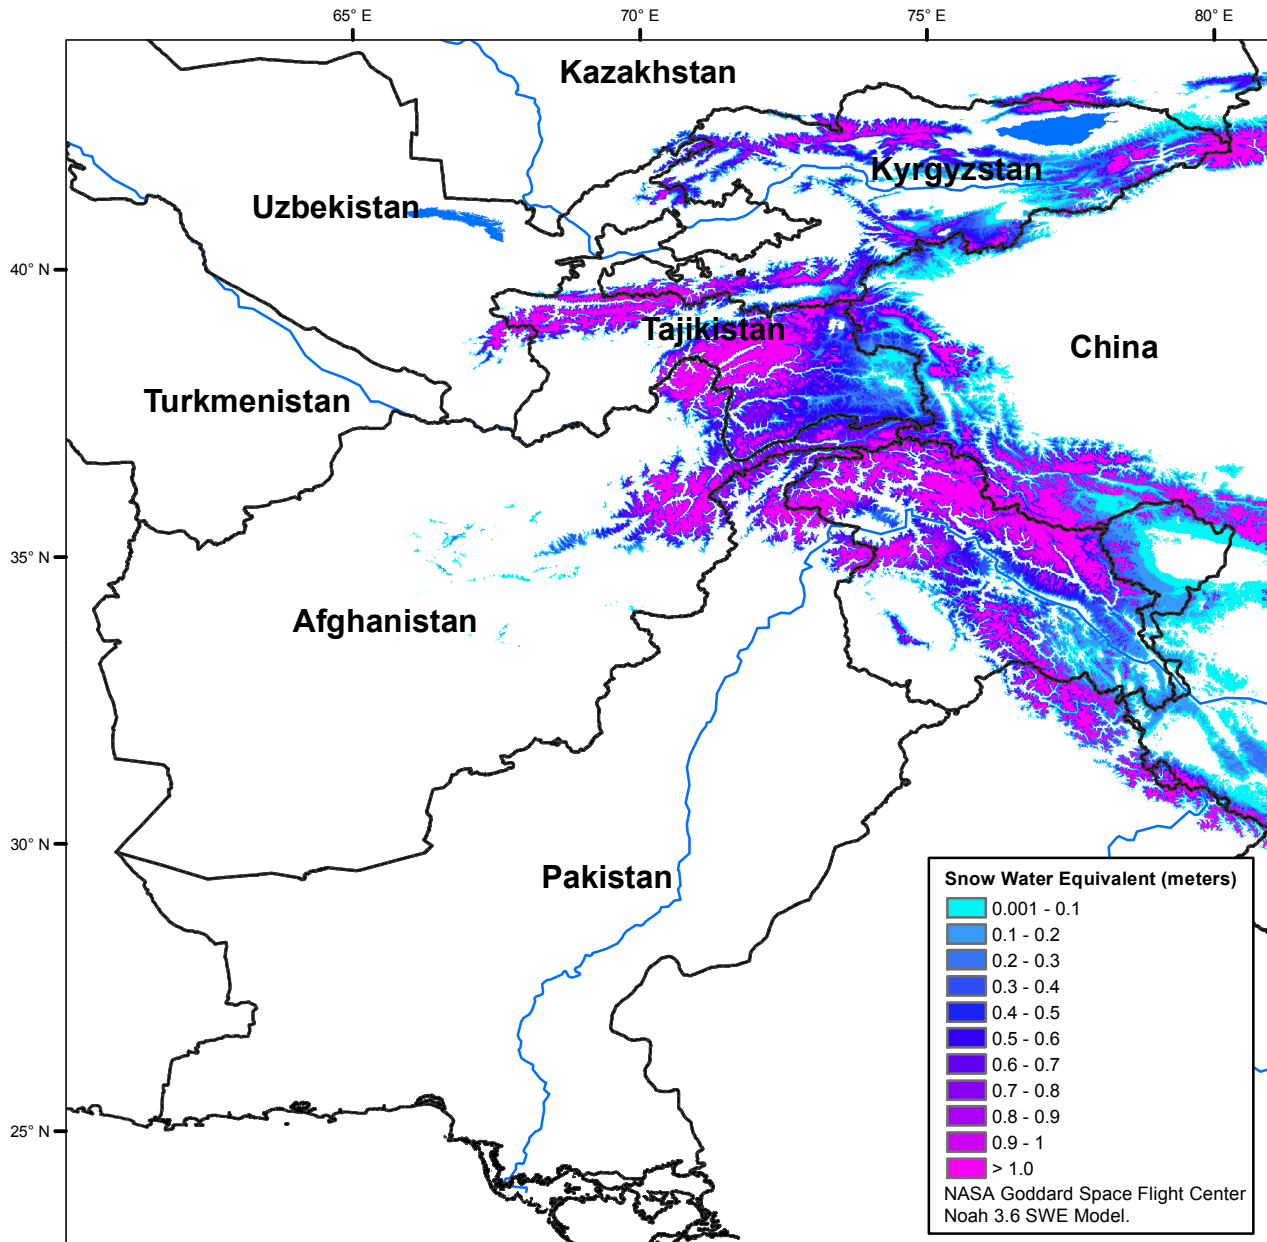 65° E
70° E
75° E
80° E
Kazakhstan
Kyrgyzstan
Uzbekistan
40° N
Tajikistan
China
Turkmenistan
35° N
Afghanistan
30° N
Pakistan
25° N
Snow Water Equivalent (meters)
0.001 - 0.1
0.1 - 0.2
0.2 - 0.3
0.3 - 0.4
0.4 - 0.5
0.5 - 0.6
0.6 - 0.7
0.7 - 0.8
0.8 - 0.9
0.9 - 1
> 1.0
NASA Goddard Space Flight Center
Noah 3.6 SWE Model.